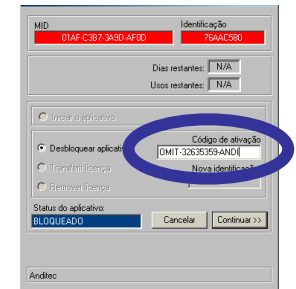 MID Identificação
01AF-C3B7-3A9D-AF0D 76AAC580
Dias restantes: N/A
Usos restantes: N/A
Iniciar o aplicativo
Código de ativação
Desbloquear aplicati
OMIT-32635359-ANDI
Transferir licença Nova identificação
Remover licença
Status do aplicativo:
BLOQUEADO Cancelar Continuar >>
Anditec